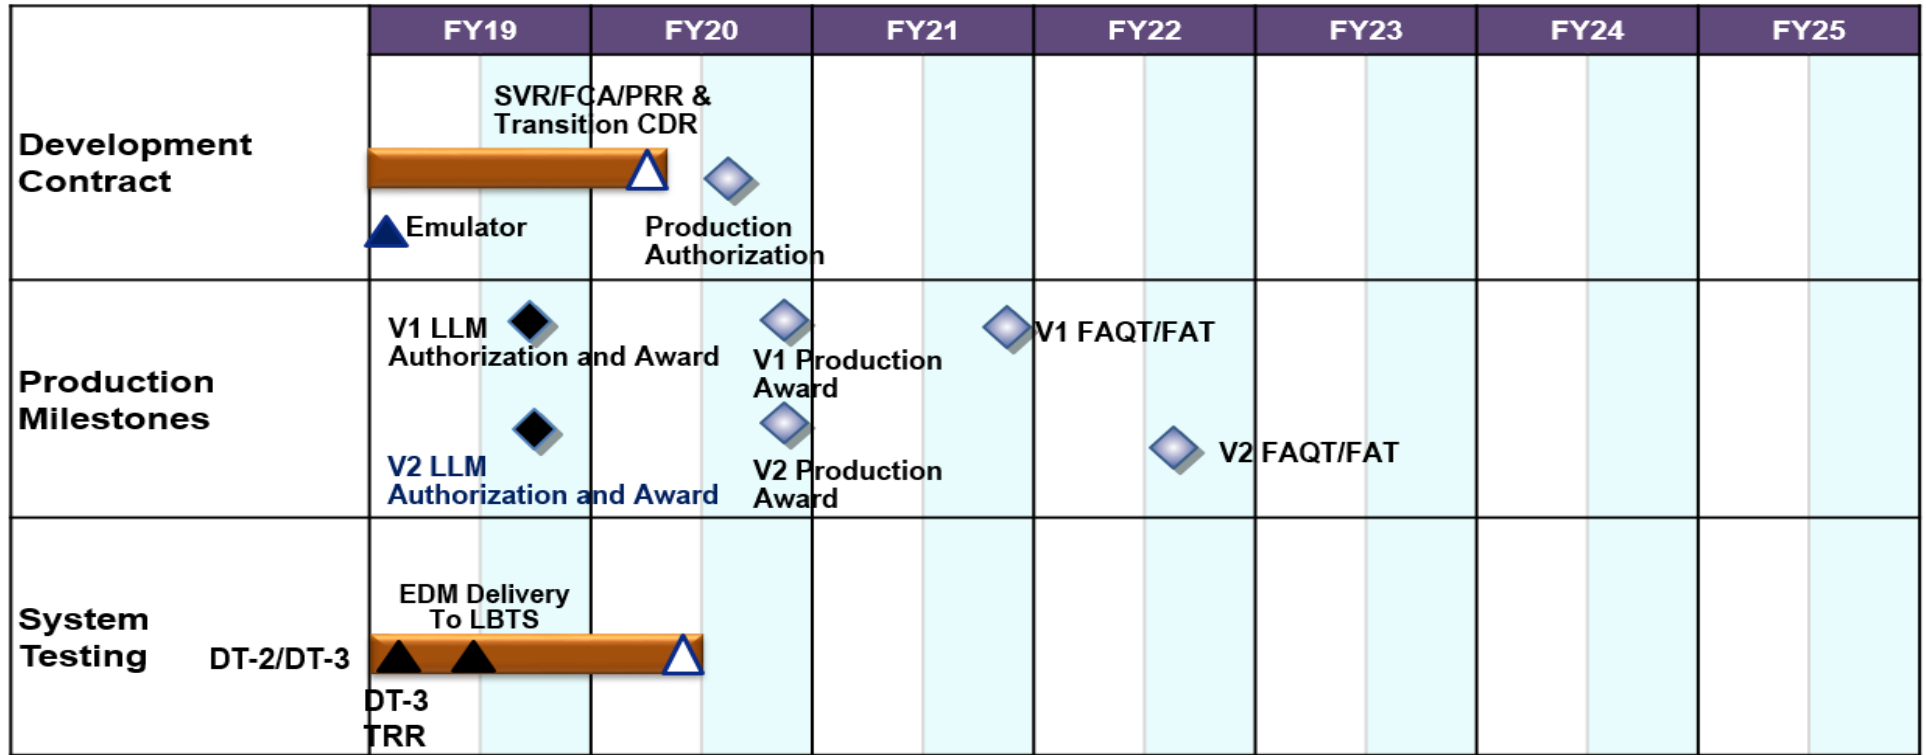 FY19 FY20 FY21 FY22 FY23 FY24 FY25
Development
Contract
SVR/FCA/PRR &
Transition CDR
Emulator
Production
Authorization
Production
Milestones
V1 LLM
Authorization and Award
V1 Production
Award
V1 FAQT/FAT
V2 LLM
Authorization and Award
V2 Production
Award
V2 FAQT/FAT
System
Testing
DT-2/DT-3
EDM Delivery
To LBTS
DT-3
TRR